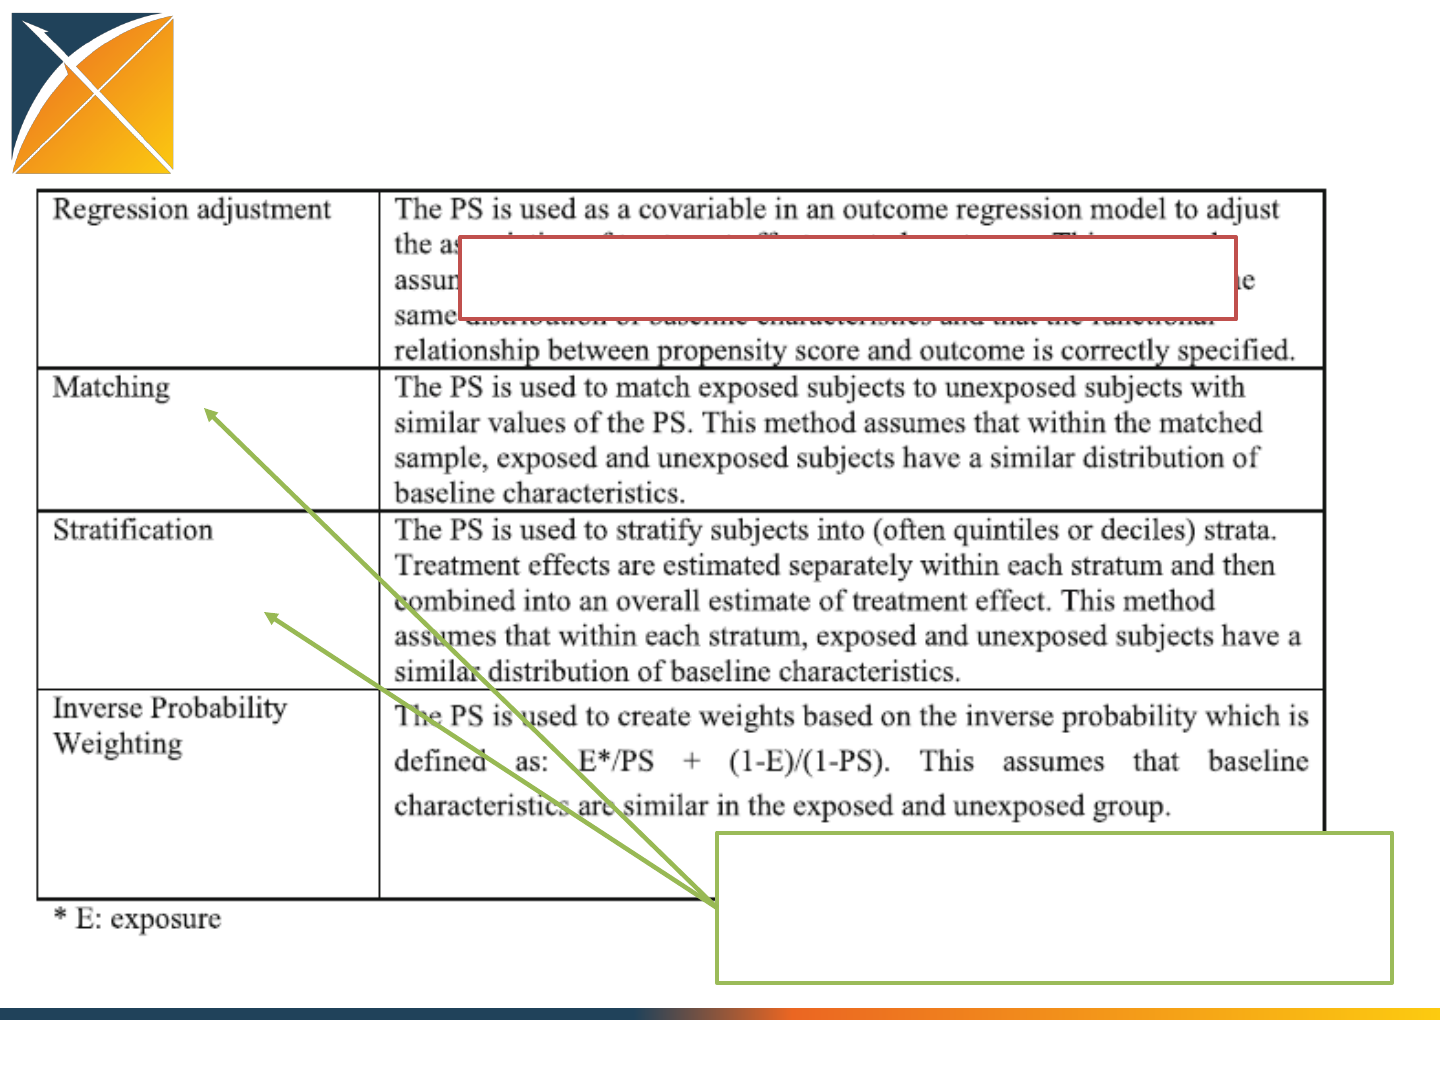 Regression adjustment
The PS is used as a covariable in an outcome regression model to adjust
the
same
relationship between propensity score and outcome is correctly specified.
Matching
The PS is used to match exposed subjects to unexposed subjects with
similar values of the PS. This method assumes that within the matched
sample, exposed and unexposed subjects have a similar distribution of
baseline characteristics.
Stratification
The PS is used to stratify subjects into (often quintiles or deciles) strata.
Treatment effects are estimated separately within each stratum and then
combined into an overall estimate of treatment effect. This method
assumes that within each stratum, exposed and unexposed subjects have a
similar distribution of baseline characteristics.
Inverse Probability
Weighting
The PS is used to create weights based on the inverse probability which is
defined as: E*/PS + (1-E)/(1-PS). This assumes that baseline
characteristics are similar in the exposed and unexposed group.
* E: exposure